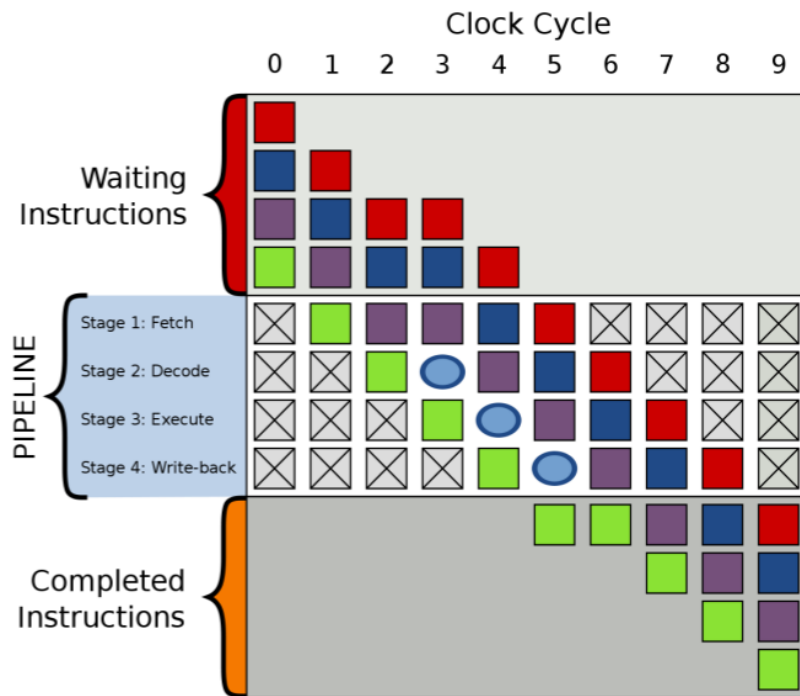 Clock Cycle
0 1 2 3 4 5 6 7 8 9
Waiting
Instructions
PIPELINE
Stage 1: Fetch
Stage 2: Decode
Stage 3: Execute
Stage 4: Write-back
Completed
Instructions